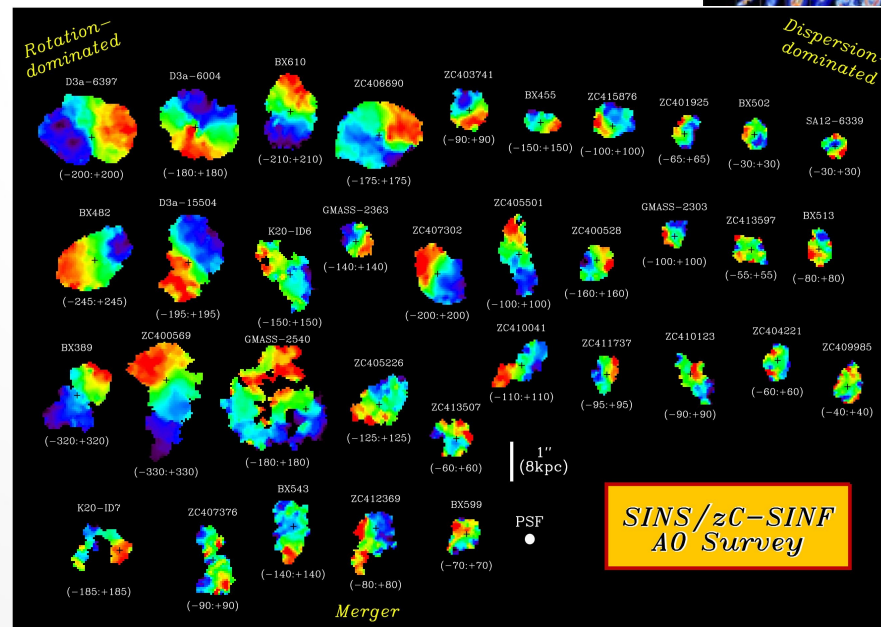 Rotation-
dominated
Dispersion-
dominated
D3a-6397
(-200:+200)
D3a-6004
(-180:+180)
BX610
(-210:+210)
ZC406690
(-175:+175)
ZC403741
(-90:+90)
BX455
(-150:+150)
ZC415876
(-100:+100)
ZC401925
(-65:+65)
BX502
(-30:+30)
SA12-6339
(-30:+30)
BX482
(-245:+245)
D3a-15504
(-195:+195)
K20-ID6
(-150:+150)
GMASS-2363
(-140:+140)
ZC407302
(-200:+200)
ZC405501
(-100:+100)
ZC400528
(-160:+160)
GMASS-2303
(-100:+100)
ZC413597
(-55:+55)
BX513
(-80:+80)
BX389
(-320:+320)
ZC400569
(-330:+330)
GMASS-2540
(-180:+180)
ZC405226
(-125:+125)
ZC413507
(-60:+60)
ZC410041
(-110:+110)
ZC411737
(-95:+95)
ZC410123
(-90:+90)
ZC404221
(-60:+60)
ZC409985
(-40:+40)
1''
(8kpc)
K20-ID7
(-185:+185)
ZC407376
(-90:+90)
BX543
(-140:+140)
ZC412369
(-80:+80)
BX599
(-70:+70)
PSF
SINS/zC-SINF
AO Survey
Merger